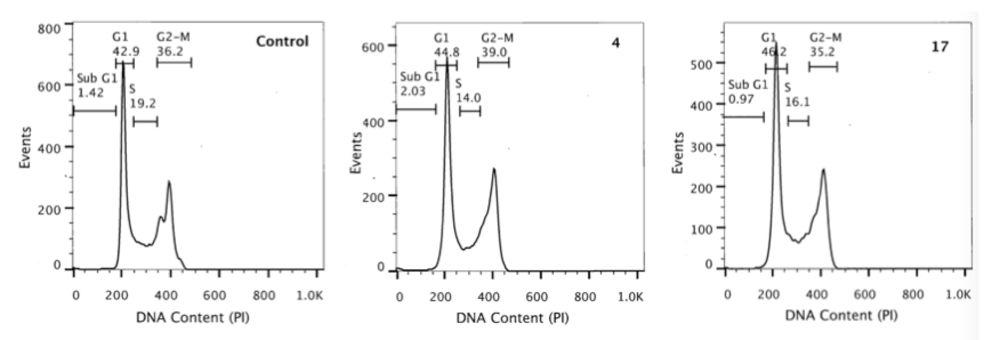 Control
800
600
400
200
0
Events
G1
42.9
G2-M
36.2
Sub G1
1.42
S
19.2
0 200 400 600 800 1.0K
DNA Content (PI)
4
600
400
200
0
Events
G1
44.8
G2-M
39.0
Sub G1
2.03
S
14.0
0 200 400 600 800 1.0K
DNA Content (PI)
17
500
400
300
200
100
0
Events
G1
46.2
G2-M
35.2
Sub G1
0.97
S
16.1
0 200 400 600 800 1.0K
DNA Content (PI)